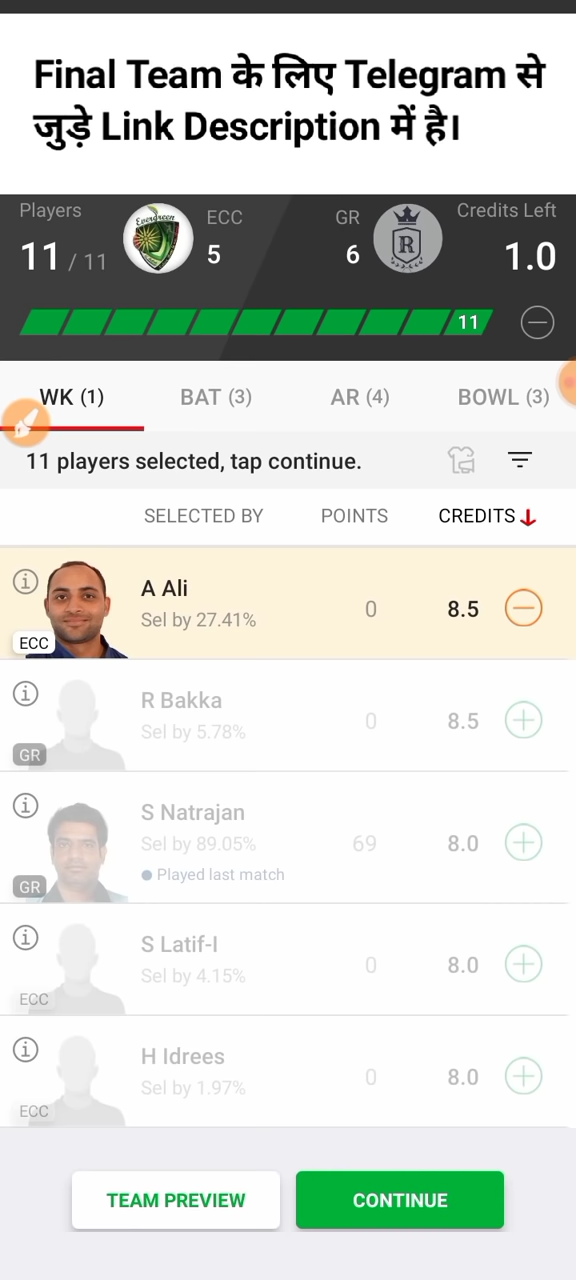 Final Team के लिए Telegram से
जुड़े Link Description में है।
Players ECC GR Credits Left
11 / 11 5 6 1.0
Evergreen
R
11
WK (1) BAT (3) AR (4) BOWL (3)
11 players selected, tap continue.
SELECTED BY POINTS CREDITS
A Ali
Sel by 27.41% 0 8.5
ECC
R Bakka
Sel by 5.78% 0 8.5
GR
S Natrajan
Sel by 89.05% 69 8.0
Played last match
GR
S Latif-I
Sel by 4.15% 0 8.0
ECC
H Idrees
Sel by 1.97% 0 8.0
ECC
TEAM PREVIEW CONTINUE